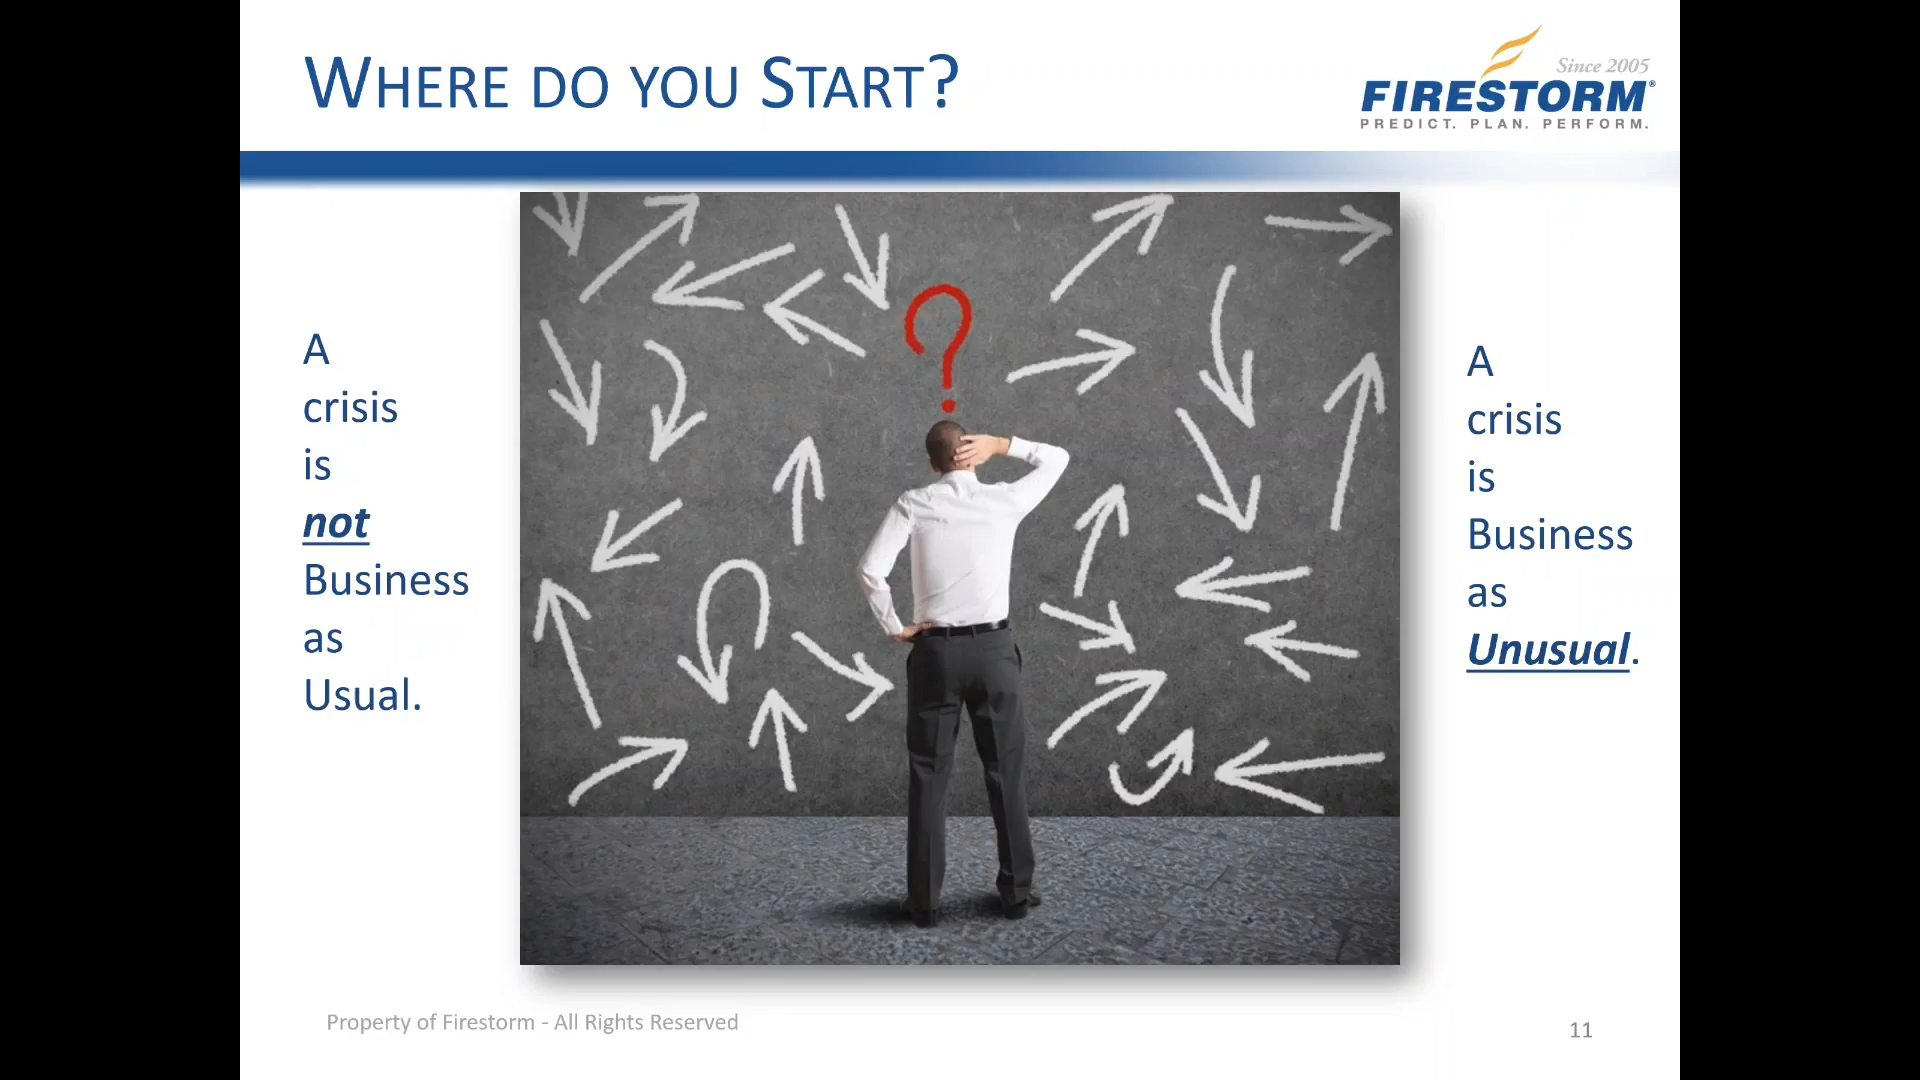 WHERE DO YOU START?
Since 2005
FIRESTORM®
PREDICT. PLAN. PERFORM.
A
crisis
is
not
Business
as
Usual.
?
A
crisis
is
Business
as
Unusual.
Property of Firestorm - All Rights Reserved
11